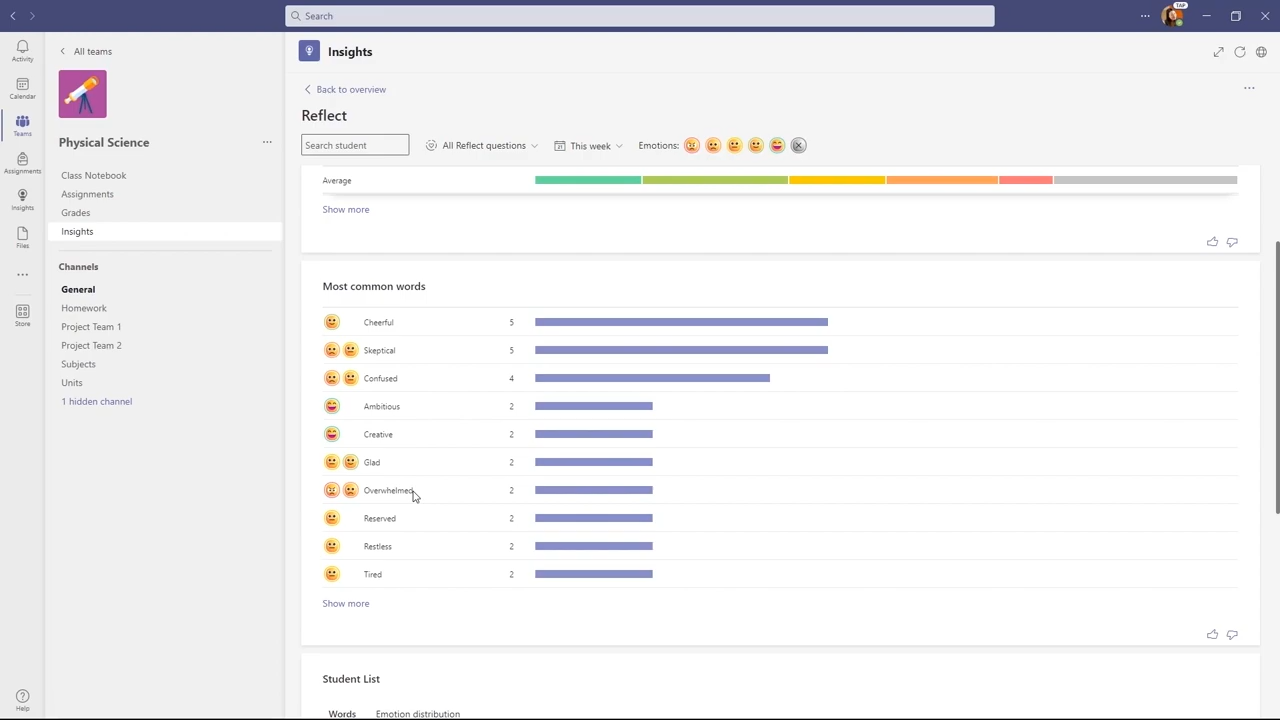 Search
TAP
Activity
Calendar
Teams
Assignments
Insights
Files
Store
Help
All teams
Physical Science
Class Notebook
Assignments
Grades
Insights
Channels
General
Homework
Project Team 1
Project Team 2
Subjects
Units
1 hidden channel
Insights
Back to overview
Reflect
Search student
All Reflect questions
This week
Emotions:
Average
Show more
Most common words
Cheerful 5
Skeptical 5
Confused 4
Ambitious 2
Creative 2
Glad 2
Overwhelmed 2
Reserved 2
Restless 2
Tired 2
Show more
Student List
Words Emotion distribution